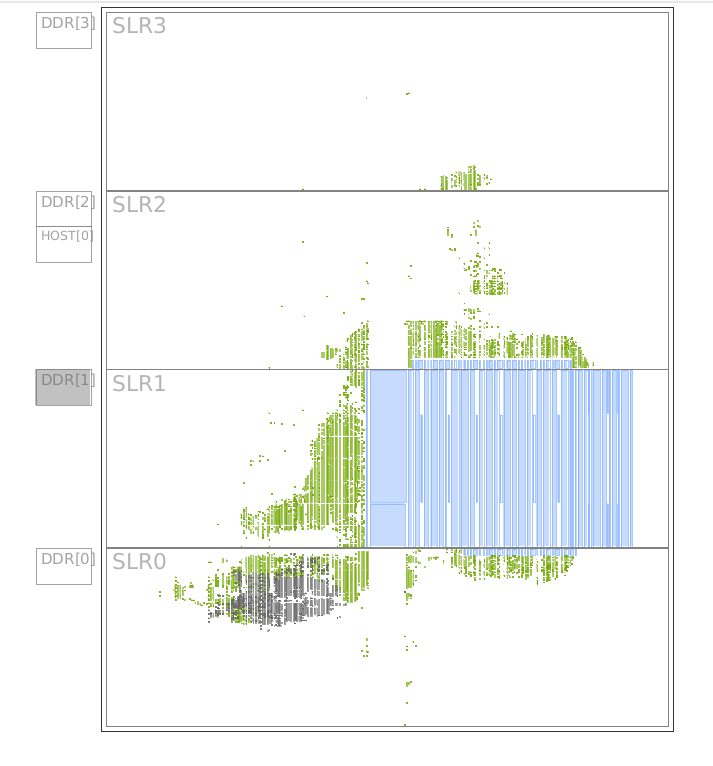 DDR[3]
SLR3
DDR[2]
SLR2
HOST[0]
DDR[1]
SLR1
DDR[0]
SLR0